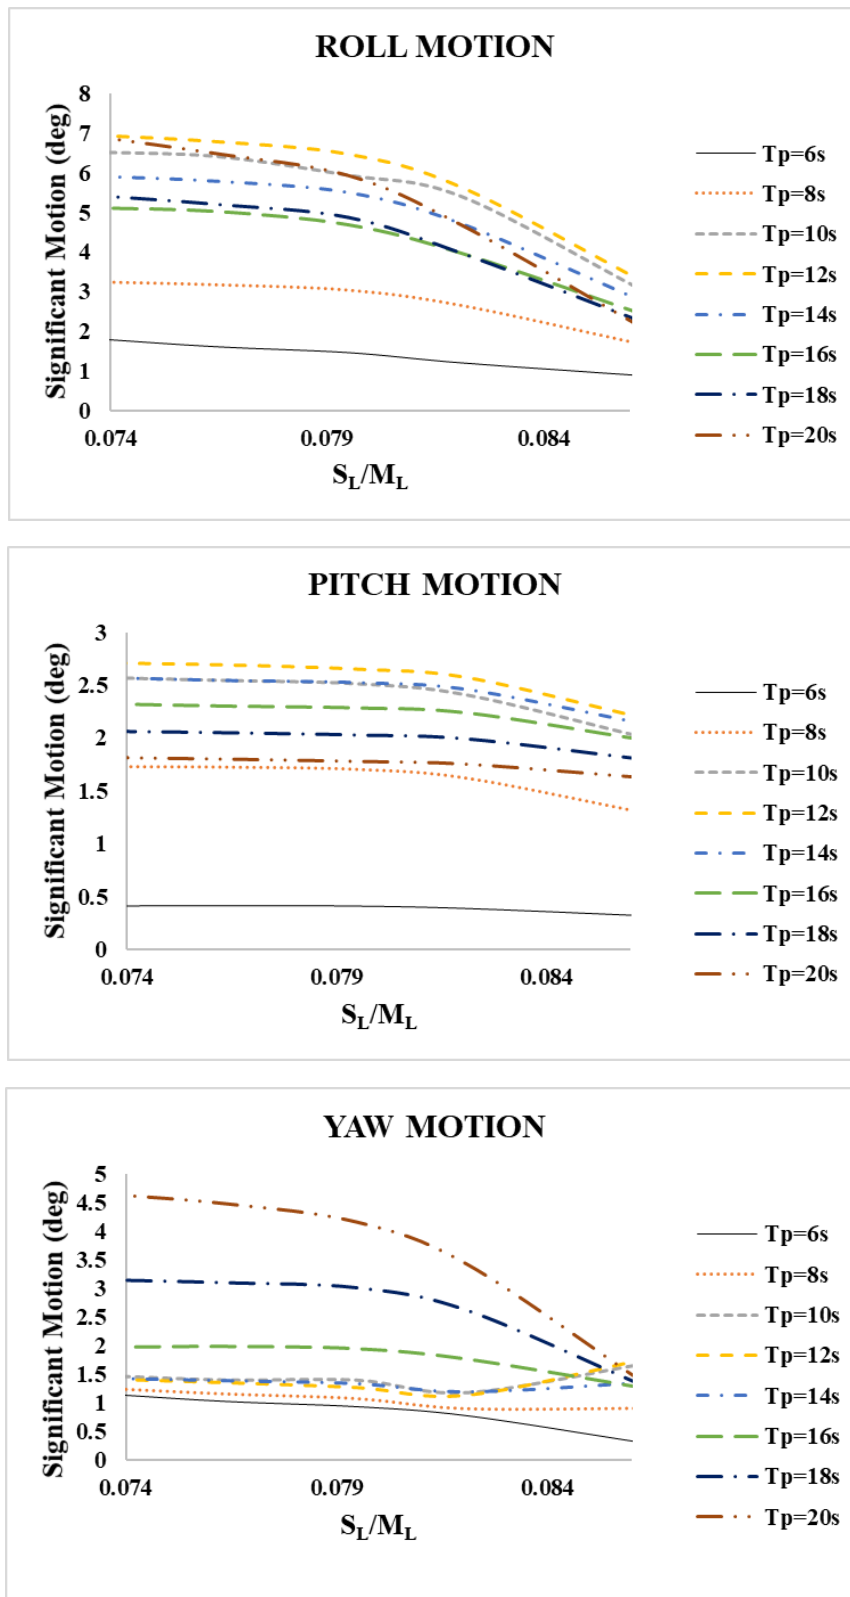 ROLL MOTION
Significant Motion (deg)
8
7
6
5
4
3
2
1
0
0.074 0.079 0.084
S_L/M_L
Tp=6s
Tp=8s
Tp=10s
Tp=12s
Tp=14s
Tp=16s
Tp=18s
Tp=20s
PITCH MOTION
Significant Motion (deg)
3
2.5
2
1.5
1
0.5
0
0.074 0.079 0.084
S_L/M_L
Tp=6s
Tp=8s
Tp=10s
Tp=12s
Tp=14s
Tp=16s
Tp=18s
Tp=20s
YAW MOTION
Significant Motion (deg)
5
4.5
4
3.5
3
2.5
2
1.5
1
0.5
0
0.074 0.079 0.084
S_L/M_L
Tp=6s
Tp=8s
Tp=10s
Tp=12s
Tp=14s
Tp=16s
Tp=18s
Tp=20s